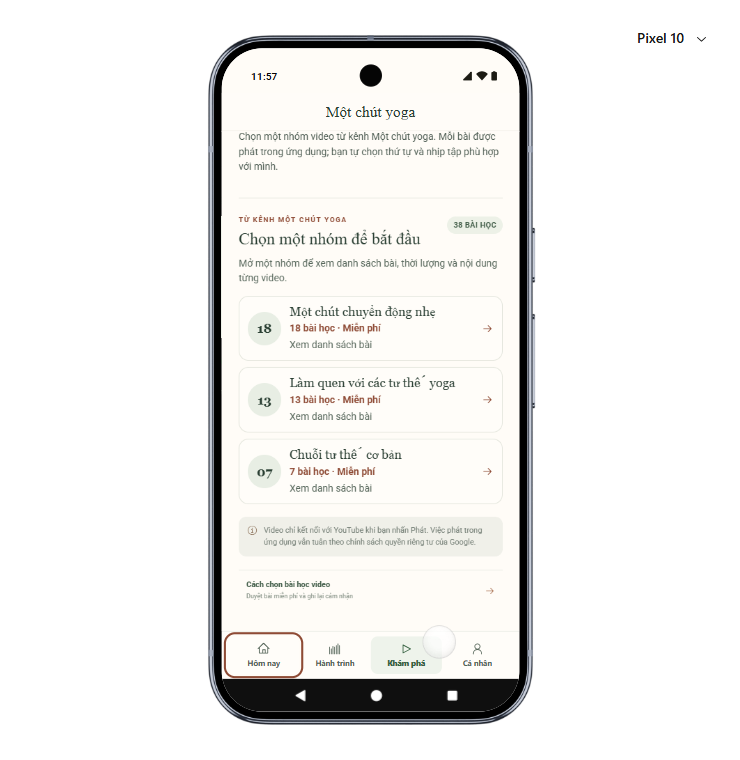 Pixel 10
11:57
Một chút yoga
Chọn một nhóm video từ kênh Một chút yoga. Mỗi bài được
phát trong ứng dụng; bạn tự chọn thứ tự và nhịp tập phù hợp
với mình.
TỪ KÊNH MỘT CHÚT YOGA
38 BÀI HỌC
Chọn một nhóm để bắt đầu
Mở một nhóm để xem danh sách bài, thời lượng và nội dung
từng video.
18
Một chút chuyển động nhẹ
18 bài học · Miễn phí
Xem danh sách bài
13
Làm quen với các tư thế yoga
13 bài học · Miễn phí
Xem danh sách bài
07
Chuỗi tư thế cơ bản
7 bài học · Miễn phí
Xem danh sách bài
Video chỉ kết nối với YouTube khi bạn nhấn Phát. Việc phát trong
ứng dụng vẫn tuân theo chính sách quyền riêng tư của Google.
Cách chọn bài học video
Duyệt bài miễn phí và ghi lại cảm nhận
Hôm nay
Hành trình
Khám phá
Cá nhân